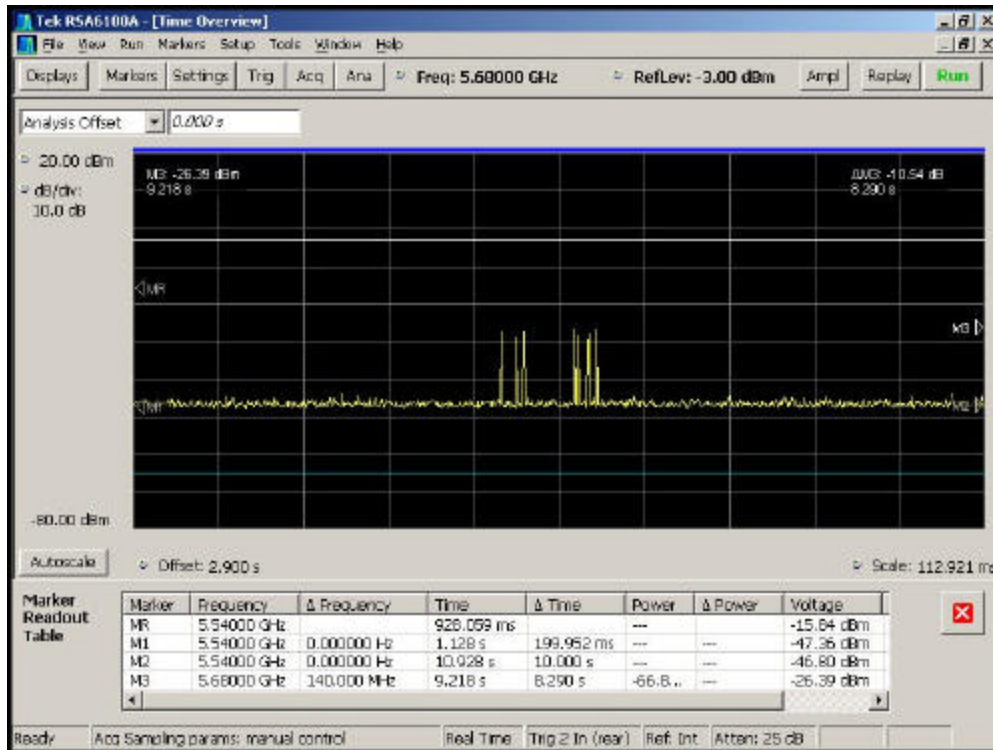 Tek RSA6100A - [Time Overview]
File View Run Markers Setup Tools Window Help
Displays Markers Settings Trig Acq Ana Freq: 5.68000 GHz RefLev: -3.00 dBm Ampl Replay Run
Analysis Offset 0.000 s
20.00 dBm
dB/div:
10.0 dB
M3: -26.39 dBm
9.218 s
ΔM3: -10.54 dB
8.290 s
MR
M3
M1
M2
-80.00 dBm
Autoscale Offset: 2.900 s Scale: 112.921 ms
Marker Readout Table
Marker Frequency Δ Frequency Time Δ Time Power Δ Power Voltage
MR 5.54000 GHz 928.059 ms --- -15.84 dBm
M1 5.54000 GHz 0.000000 Hz 1.128 s 199.952 ms --- --- -47.36 dBm
M2 5.54000 GHz 0.000000 Hz 10.928 s 10.000 s --- --- -46.80 dBm
M3 5.68000 GHz 140.000 MHz 9.218 s 8.290 s -66.8... --- -26.39 dBm
Ready Acq Sampling params: manual control Real Time Trig 2 In (rear) Ref: Int Atten: 25 dB